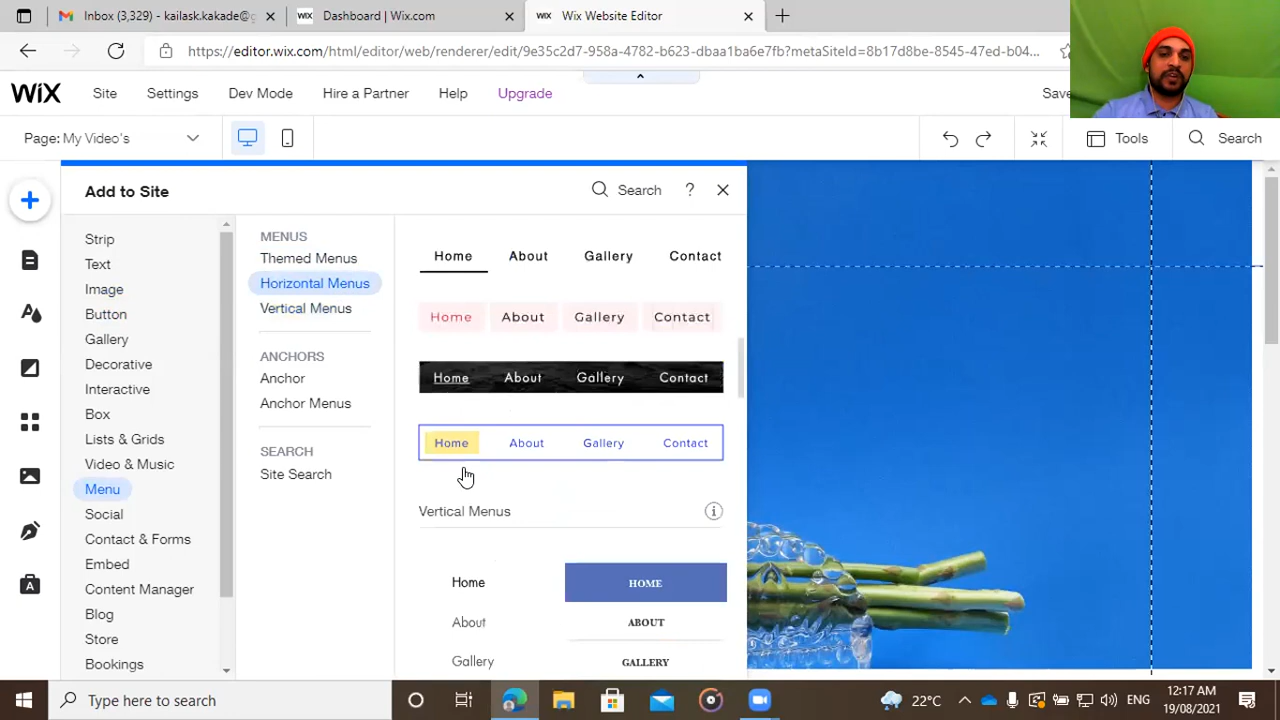 Inbox (3,329) - kailask.kakade@g
WiX Dashboard | Wix.com
WiX Wix Website Editor
https://editor.wix.com/html/editor/web/renderer/edit/9e35c2d7-958a-4782-b623-dbaa1ba6e7fb?metaSiteId=8b17d8be-8545-47ed-b04...
WiX Site Settings Dev Mode Hire a Partner Help Upgrade Save
Page: My Video's Tools Search
Add to Site Search ?
Strip
Text
Image
Button
Gallery
Decorative
Interactive
Box
Lists & Grids
Video & Music
Menu
Social
Contact & Forms
Embed
Content Manager
Blog
Store
Bookings
MENUS
Themed Menus
Horizontal Menus
Vertical Menus
ANCHORS
Anchor
Anchor Menus
SEARCH
Site Search
Home About Gallery Contact
Home About Gallery Contact
Home About Gallery Contact
Home About Gallery Contact
Vertical Menus
Home HOME
About ABOUT
Gallery GALLERY
Type here to search
22°C ENG 12:17 AM
19/08/2021